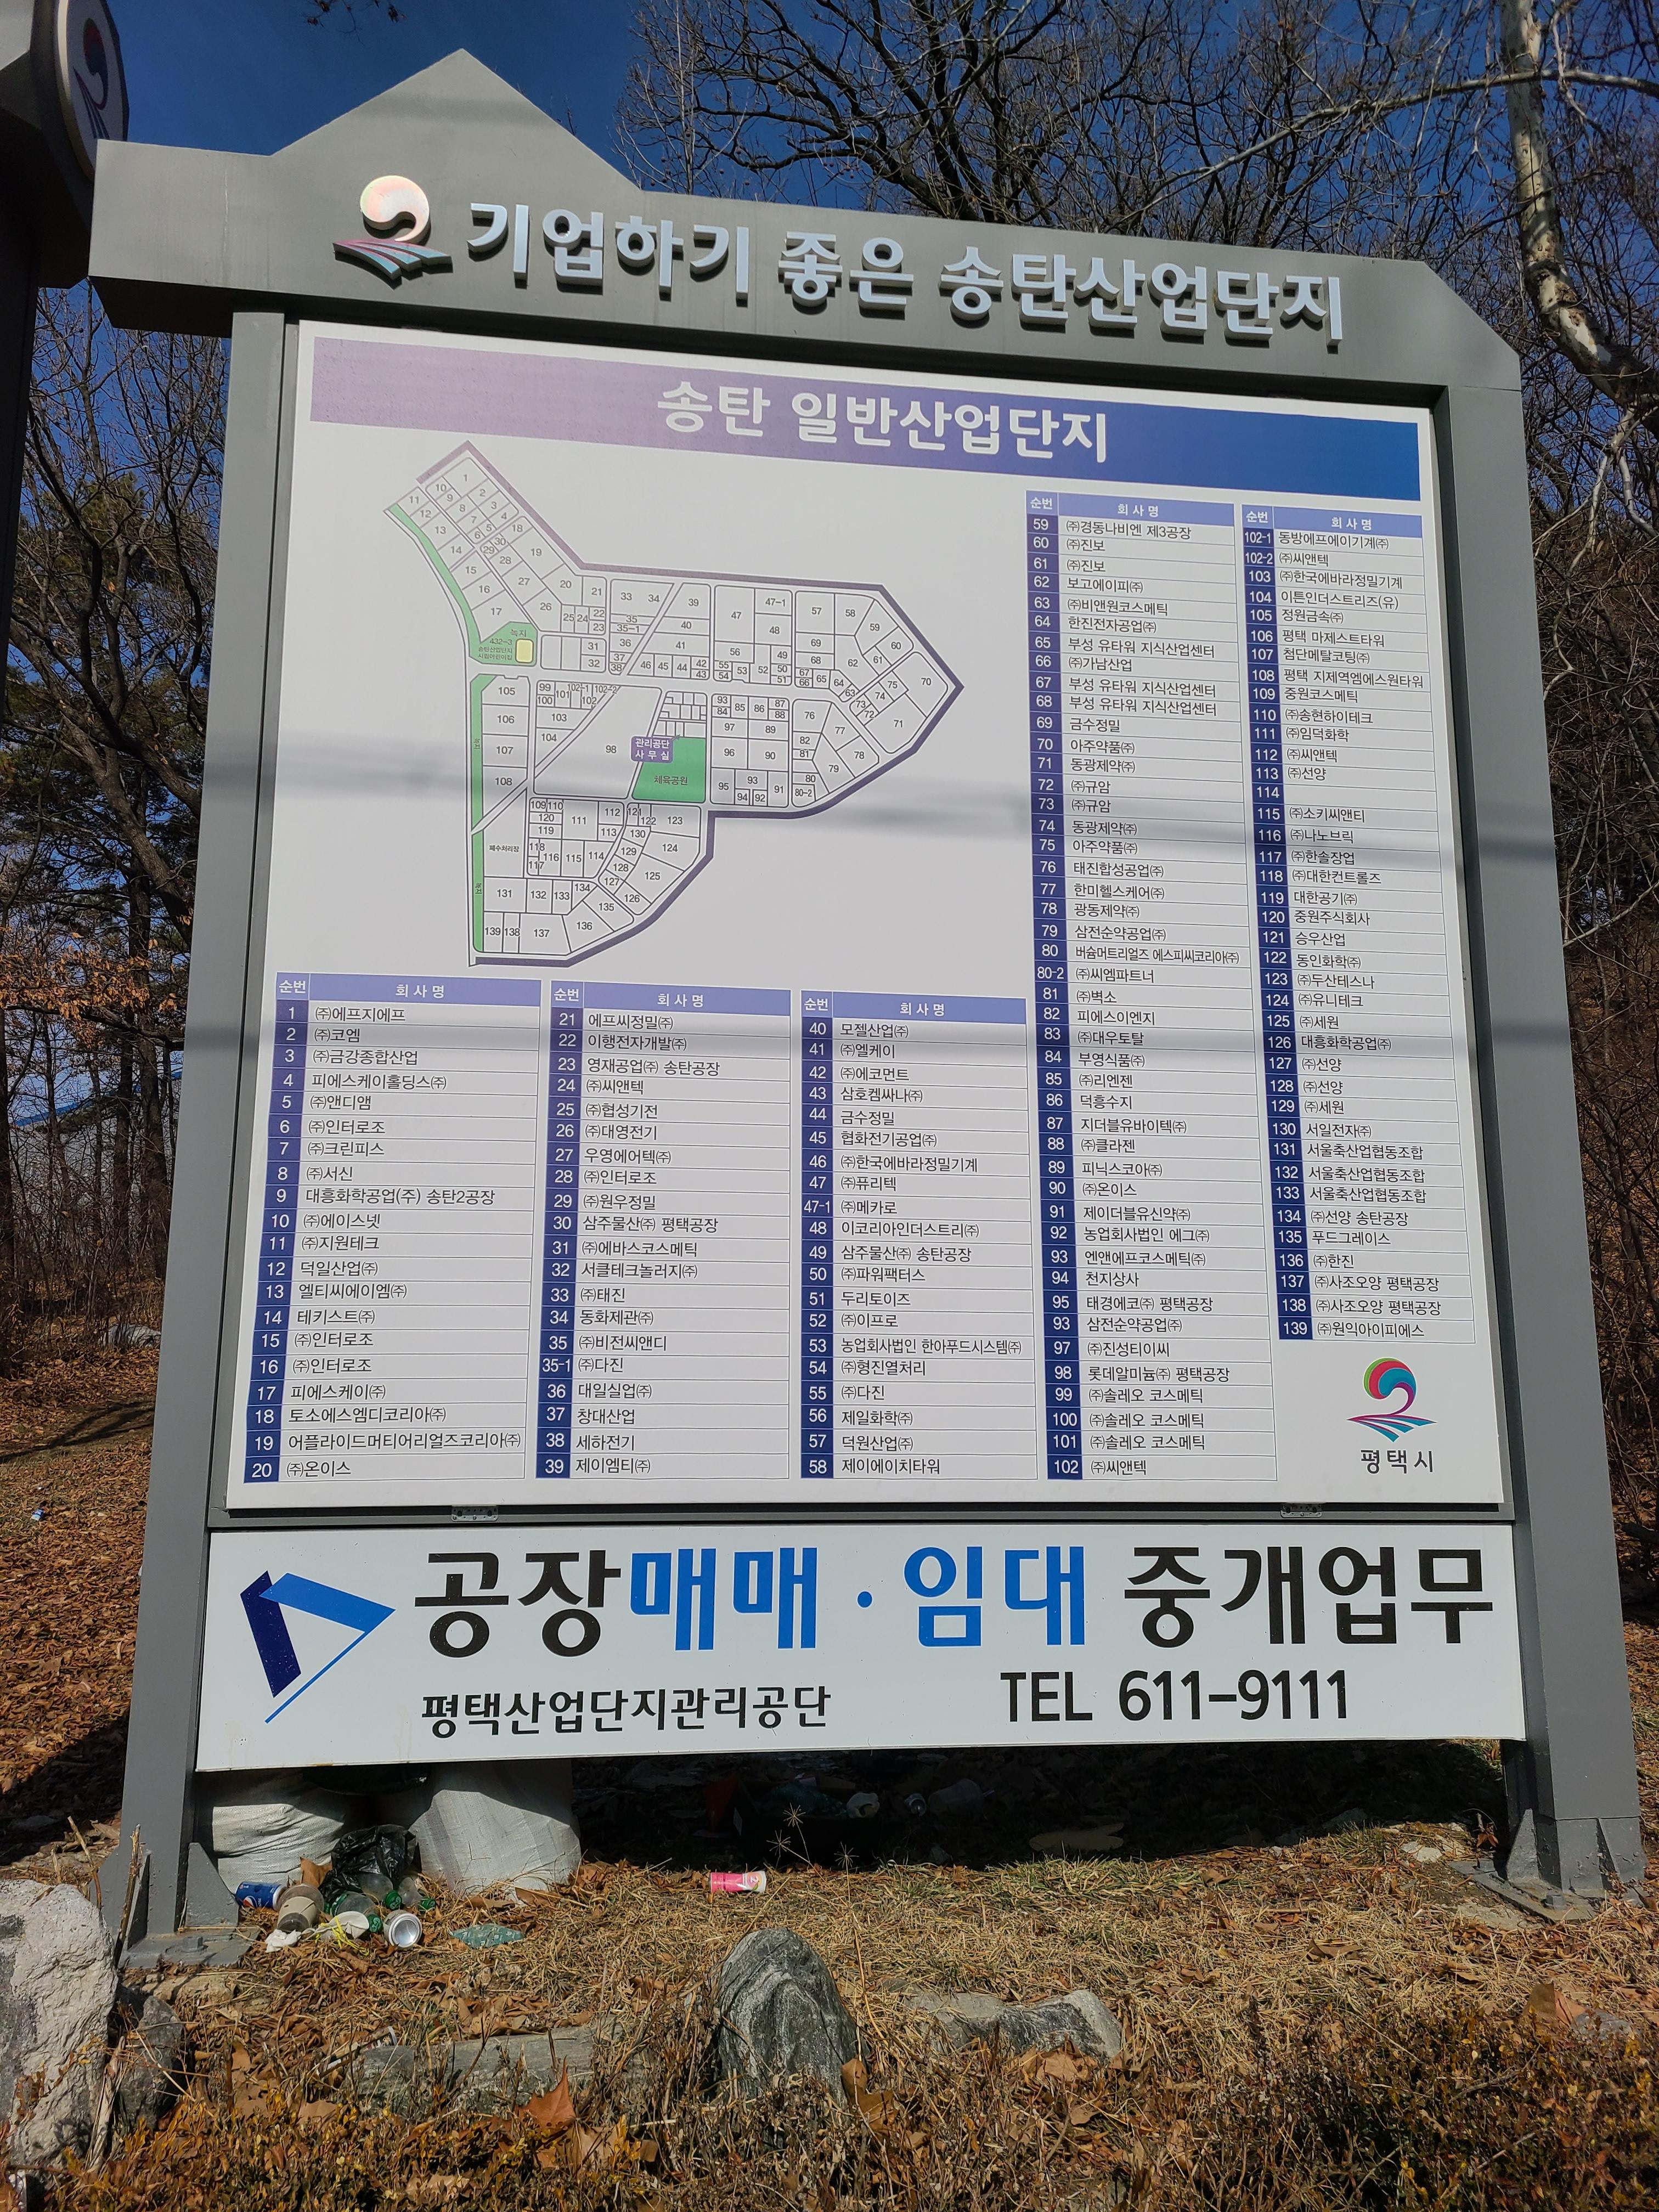 기업하기 좋은 송탄산업단지
송탄 일반산업단지
관리공단
사 무 실
체육공원
녹지
432-3
폐수처리장
녹지
녹지
순번 회 사 명
1 ㈜에프지에프
2 ㈜코엠
3 ㈜금강종합산업
4 피에스케이홀딩스㈜
5 ㈜앤디앰
6 ㈜인터로조
7 ㈜크린피스
8 ㈜서신
9 대흥화학공업(주) 송탄2공장
10 ㈜에이스넷
11 ㈜지원테크
12 덕일산업㈜
13 엘티씨에이엠㈜
14 테키스트㈜
15 ㈜인터로조
16 ㈜인터로조
17 피에스케이㈜
18 토소에스엠디코리아㈜
19 어플라이드머티어리얼즈코리아㈜
20 ㈜온이스
순번 회 사 명
21 에프씨정밀㈜
22 이행전자개발㈜
23 영재공업㈜ 송탄공장
24 ㈜씨앤텍
25 ㈜협성기전
26 ㈜대영전기
27 우영에어텍㈜
28 ㈜인터로조
29 ㈜원우정밀
30 삼주물산㈜ 평택공장
31 ㈜에바스코스메틱
32 서클테크놀러지㈜
33 ㈜태진
34 동화제관㈜
35 ㈜비전씨앤디
35-1 ㈜다진
36 대일실업㈜
37 창대산업
38 세하전기
39 제이엠티㈜
순번 회 사 명
40 모젤산업㈜
41 ㈜엘케이
42 ㈜에코먼트
43 삼호켐싸나㈜
44 금수정밀
45 협화전기공업㈜
46 ㈜한국에바라정밀기계
47 ㈜퓨리텍
47-1 ㈜메카로
48 이코리아인더스트리㈜
49 삼주물산㈜ 송탄공장
50 ㈜파워팩터스
51 두리토이즈
52 ㈜이프로
53 농업회사법인 한아푸드시스템㈜
54 ㈜형진열처리
55 ㈜다진
56 제일화학㈜
57 덕원산업㈜
58 제이에이치타워
순번 회 사 명
59 ㈜경동나비엔 제3공장
60 ㈜진보
61 ㈜진보
62 보고에이피㈜
63 ㈜비앤원코스메틱
64 한진전자공업㈜
65 부성 유타워 지식산업센터
66 ㈜가남산업
67 부성 유타워 지식산업센터
68 부성 유타워 지식산업센터
69 금수정밀
70 아주약품㈜
71 동광제약㈜
72 ㈜규암
73 ㈜규암
74 동광제약㈜
75 아주약품㈜
76 태진합성공업㈜
77 한미헬스케어㈜
78 광동제약㈜
79 삼전순약공업㈜
80 버슘머트리얼즈 에스피씨코리아㈜
80-2 ㈜씨엠파트너
81 ㈜벽소
82 피에스이엔지
83 ㈜대우토탈
84 부영식품㈜
85 ㈜리엔젠
86 덕흥수지
87 지더블유바이텍㈜
88 ㈜클라젠
89 피닉스코아㈜
90 ㈜온이스
91 제이더블유신약㈜
92 농업회사법인 에그㈜
93 엔앤에프코스메틱㈜
94 천지상사
95 태경에코㈜ 평택공장
93 삼전순약공업㈜
97 ㈜진성티이씨
98 롯데알미늄㈜ 평택공장
99 ㈜솔레오 코스메틱
100 ㈜솔레오 코스메틱
101 ㈜솔레오 코스메틱
102 ㈜씨앤텍
순번 회 사 명
102-1 동방에프에이기계㈜
102-2 ㈜씨앤텍
103 ㈜한국에바라정밀기계
104 이튼인더스트리즈(유)
105 정원금속㈜
106 평택 마제스트타워
107 첨단메탈코팅㈜
108 평택 지제역엠에스원타워
109 중원코스메틱
110 ㈜송현하이테크
111 ㈜임덕화학
112 ㈜씨앤텍
113 ㈜선양
114
115 ㈜소키씨앤티
116 ㈜나노브릭
117 ㈜한솔장업
118 ㈜대한컨트롤즈
119 대한공기㈜
120 중원주식회사
121 승우산업
122 동인화학㈜
123 ㈜두산테스나
124 ㈜유니테크
125 ㈜세원
126 대흥화학공업㈜
127 ㈜선양
128 ㈜선양
129 ㈜세원
130 서일전자㈜
131 서울축산업협동조합
132 서울축산업협동조합
133 서울축산업협동조합
134 ㈜선양 송탄공장
135 푸드그레이스
136 ㈜한진
137 ㈜사조오양 평택공장
138 ㈜사조오양 평택공장
139 ㈜원익아이피에스
평택시
공장매매 · 임대 중개업무
평택산업단지관리공단 TEL 611-9111